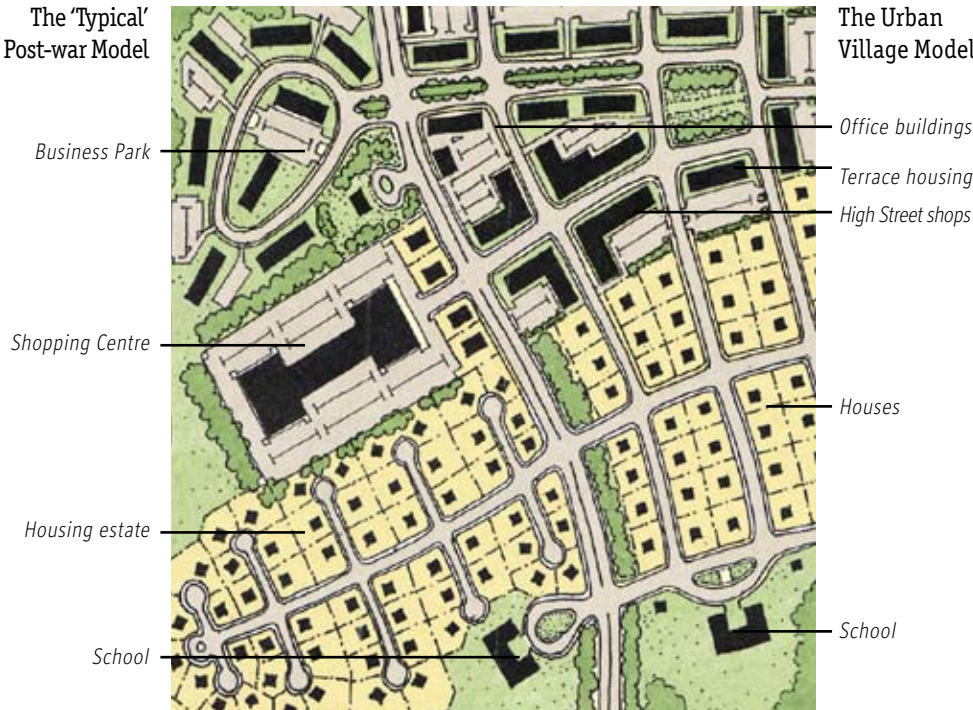 The ‘Typical’
Post-war Model
Business Park
Shopping Centre
Housing estate
School
The Urban
Village Model
Office buildings
Terrace housing
High Street shops
Houses
School